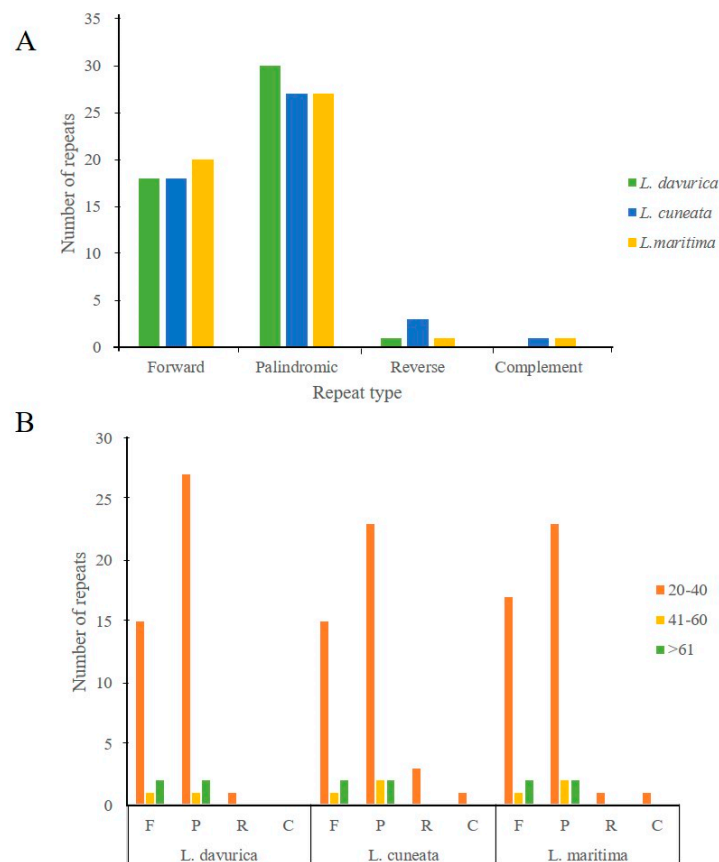 A
35
30
25
20
15
10
5
0
Number of repeats
Forward Palindromic Reverse Complement
Repeat type
L. davurica
L. cuneata
L.maritima
B
30
25
20
15
10
5
0
Number of repeats
F P R C F P R C F P R C
L. davurica L. cuneata L. maritima
20-40
41-60
>61